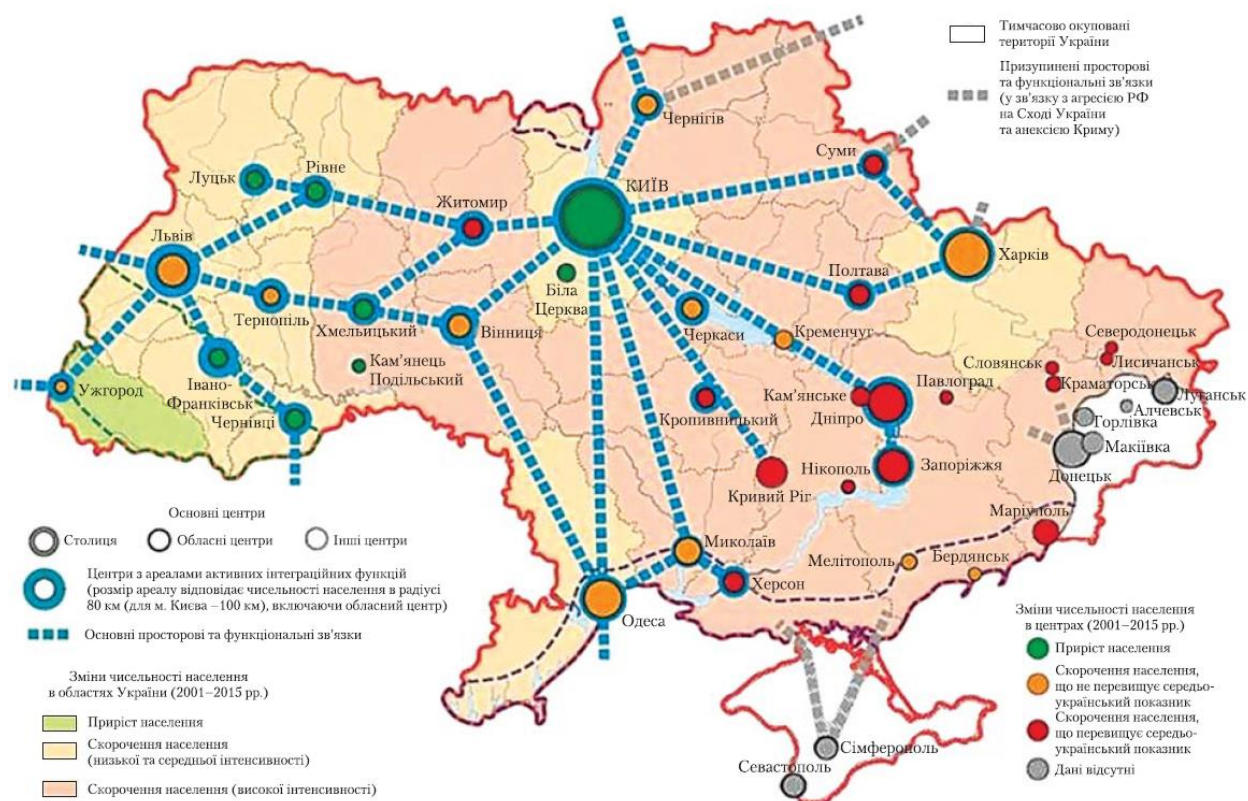 Тимчасово окуповані
території України
Призупинені просторові
та функціональні зв'язки
(у зв'язку з агресією РФ
на Сході України
та анексією Криму)
Чернігів
Суми
Луцьк
Рівне
КИЇВ
Житомир
Львів
Харків
Полтава
Біла
Церква
Тернопіль
Хмельицький
Вінниця
Черкаси
Кременчуг
Северодонецьк
Словянськ
Лисичанськ
Кам'янець
Подільський
Ужгород
Івано-
Франківськ
Чернівці
Краматорськ
Кам'янське
Павлоград
Дніпро
Луганськ
Алчевськ
Горлівка
Макіївка
Донецьк
Кропивницький
Кривий Ріг
Нікополь
Запоріжжя
Маріуполь
Миколаїв
Мелітополь
Бердянськ
Херсон
Одеса
Сімферополь
Севастополь
Основні центри
Столиця
Обласні центри
Інші центри
Центри з ареалами активних інтеграційних функцій
(розмір ареалу відповідає чисельності населення в радіусі
80 км (для м. Києва –100 км), включаючи обласний центр)
Основні просторові та функціональні зв'язки
Зміни чисельності населення
в областях України (2001–2015 рр.)
Приріст населення
Скорочення населення
(низької та середньої інтенсивності)
Скорочення населення (високої інтенсивності)
Зміни чисельності населення
в центрах (2001–2015 рр.)
Приріст населення
Скорочення населення,
що не перевищує середьо-
український показник
Скорочення населення,
що перевищує середьо-
український показник
Дані відсутні